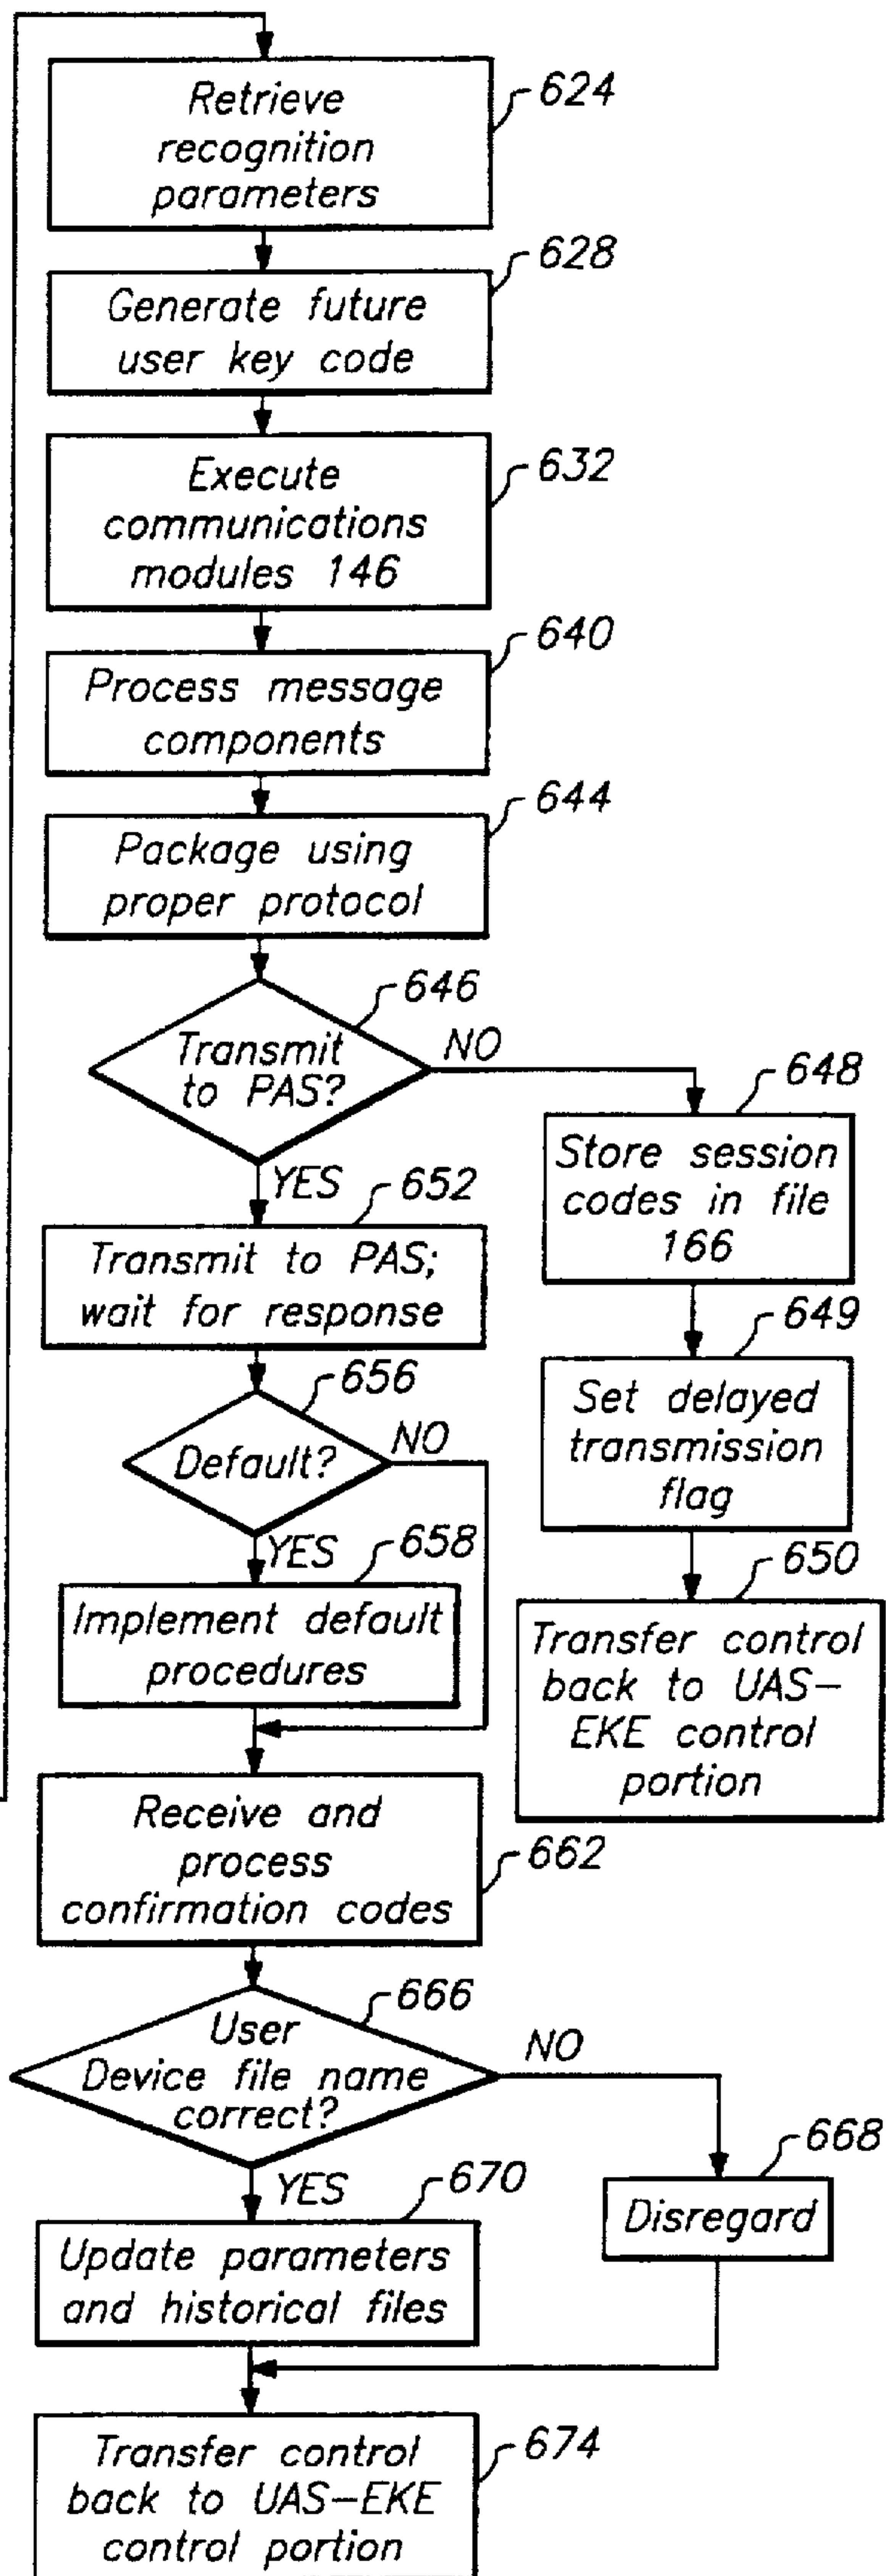 Retrieve
recognition
parameters
624
Generate future
user key code
628
Execute
communications
modules 146
632
Process message
components
640
Package using
proper protocol
644
646
Transmit
to PAS?
NO
YES
648
Store session
codes in file
166
652
Transmit to PAS;
wait for response
649
Set delayed
transmission
flag
656
Default?
NO
YES
658
Implement default
procedures
650
Transfer control
back to UAS-
EKE control
portion
Receive and
process
confirmation codes
662
666
User
Device file name
correct?
NO
YES
668
Disregard
670
Update parameters
and historical files
Transfer control
back to UAS-EKE
control portion
674